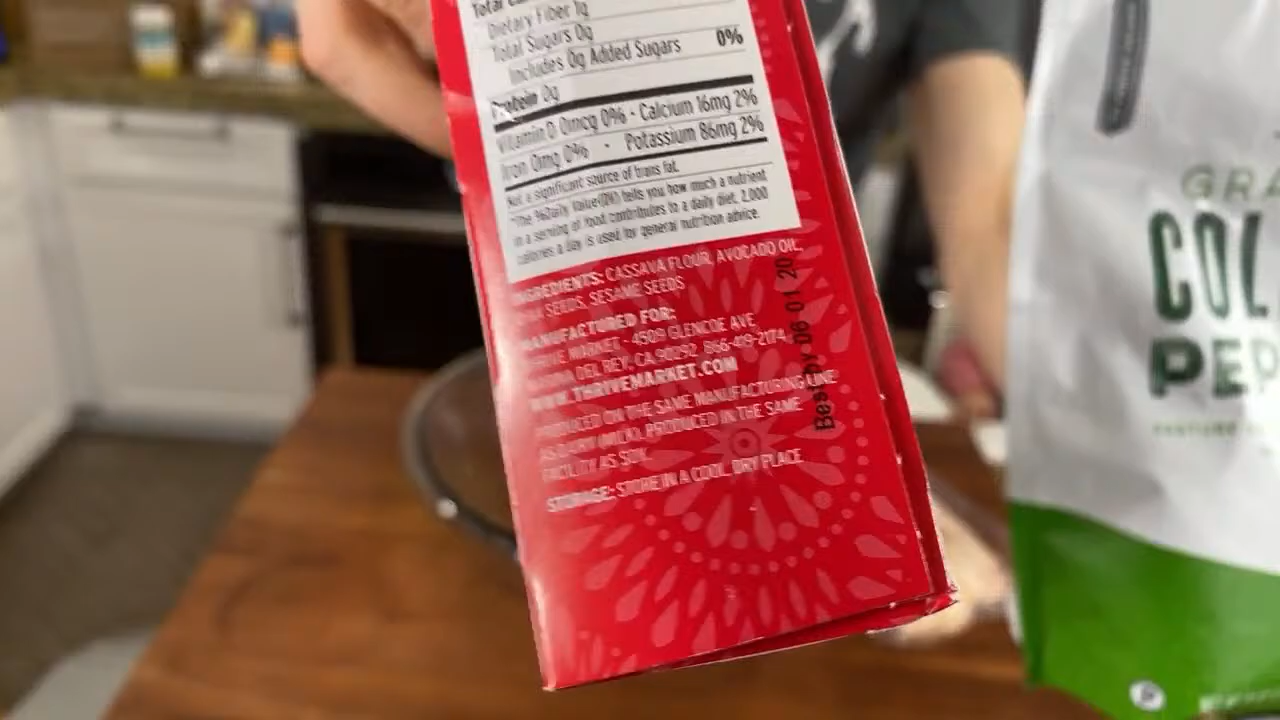 Total
Dietary Fiber 1g
Total Sugars 0g
Includes 0g Added Sugars 0%
Protein 0g
Vitamin D 0mcg 0% • Calcium 16mg 2%
Iron 0mg 0% • Potassium 86mg 2%
Not a significant source of trans fat.
*The %Daily Value(DV) tells you how much a nutrient
in a serving of food contributes to a daily diet. 2,000
calories a day is used for general nutrition advice.
INGREDIENTS: CASSAVA FLOUR, AVOCADO OIL,
SEEDS, SESAME SEEDS
MANUFACTURED FOR:
MARKET • 4509 GLENCOE AVE
DEL REY, CA 90292 866-419-2174
WWW.THRIVEMARKET.COM
PRODUCED ON THE SAME MANUFACTURING LINE
AS DAIRY (MILK), PRODUCED IN THE SAME
FACILITY AS SOY.
STORAGE: STORE IN A COOL, DRY PLACE
Best by 06 01 20
GRA
COL
PEP